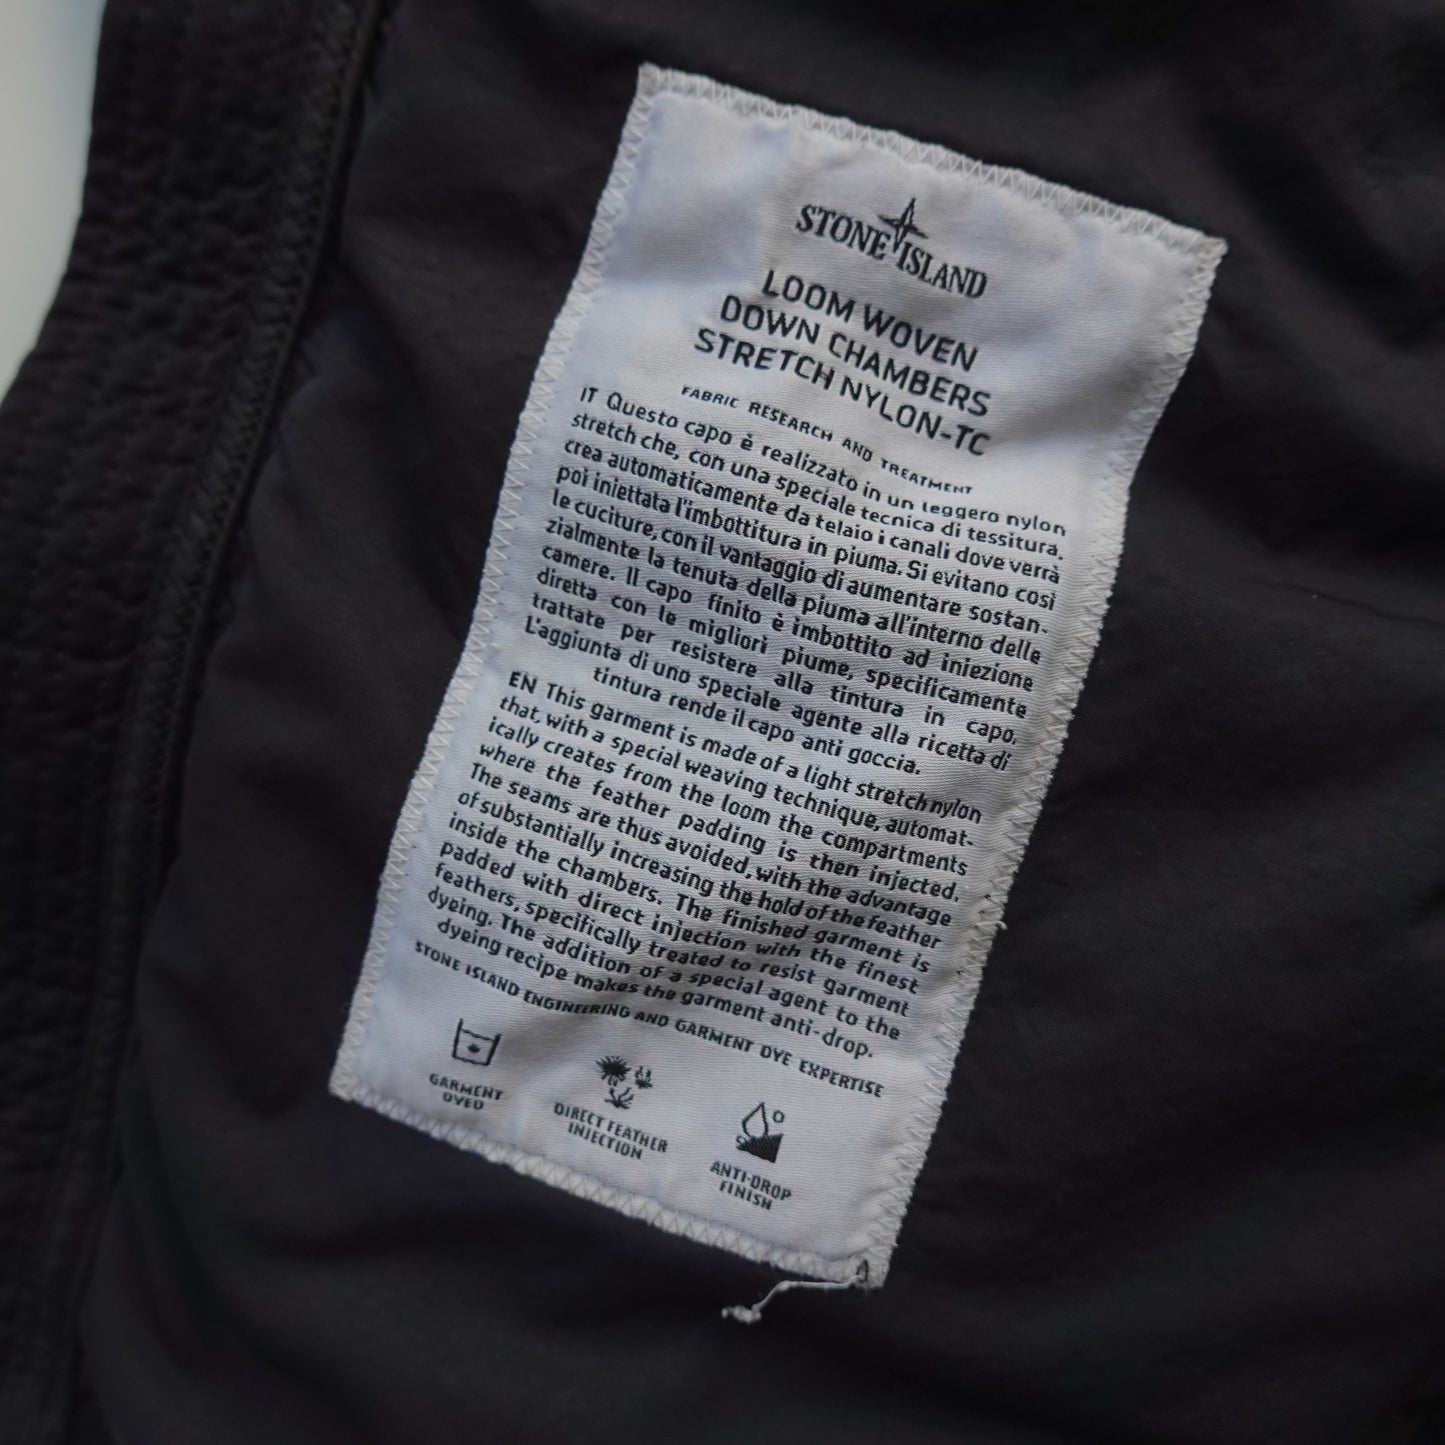 STONE ISLAND
LOOM WOVEN
DOWN CHAMBERS
STRETCH NYLON-TC
FABRIC RESEARCH AND TREATMENT
IT Questo capo è realizzato in un leggero nylon
stretch che, con una speciale tecnica di tessitura,
crea automaticamente da telaio i canali dove verrà
poi iniettata l'imbottitura in piuma. Si evitano così
le cuciture, con il vantaggio di aumentare sostan-
zialmente la tenuta della piuma all'interno delle
camere. Il capo finito è imbottito ad iniezione
diretta con le migliori piume, specificamente
trattate per resistere alla tintura in capo.
L'aggiunta di uno speciale agente alla ricetta di
tintura rende il capo anti goccia.
EN This garment is made of a light stretch nylon
that, with a special weaving technique, automat-
ically creates from the loom the compartments
where the feather padding is then injected.
The seams are thus avoided, with the advantage
of substantially increasing the hold of the feather
inside the chambers. The finished garment is
padded with direct injection with the finest
feathers, specifically treated to resist garment
dyeing. The addition of a special agent to the
dyeing recipe makes the garment anti-drop.
STONE ISLAND ENGINEERING AND GARMENT DYE EXPERTISE
GARMENT
DYED
DIRECT FEATHER
INJECTION
ANTI-DROP
FINISH